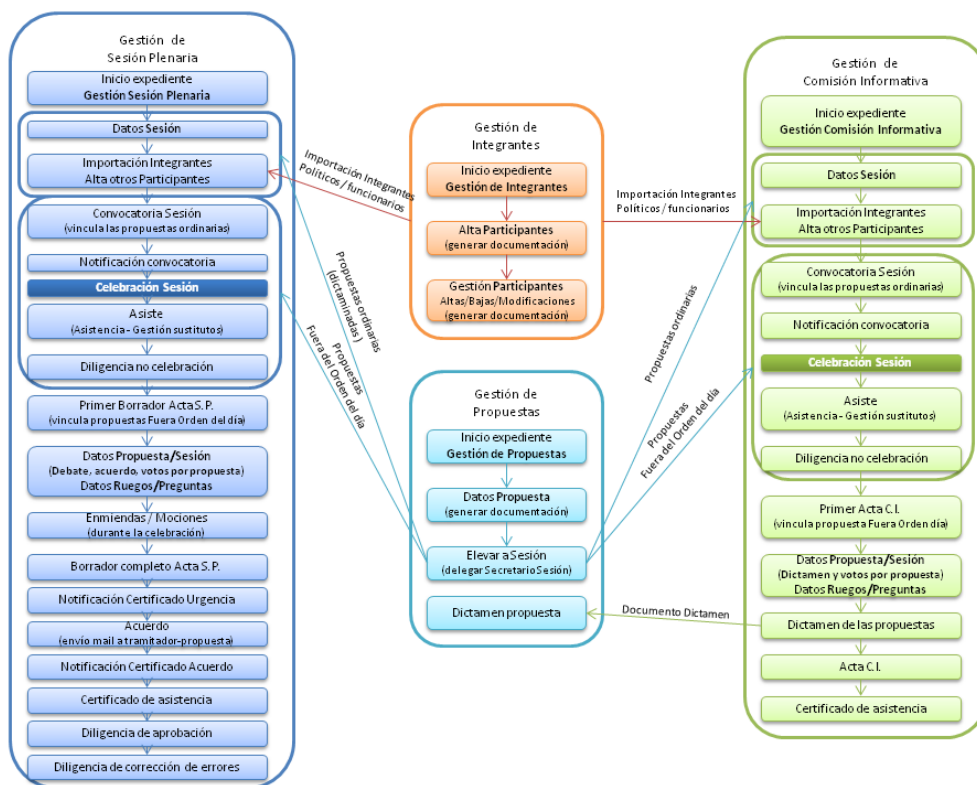 Gestión de
Sesión Plenaria
Inicio expediente
Gestión Sesión Plenaria
Datos Sesión
Importación Integrantes
Alta otros Participantes
Convocatoria Sesión
(vincula las propuestas ordinarias)
Notificación convocatoria
Celebración Sesión
Asiste
(Asistencia - Gestión sustitutos)
Diligencia no celebración
Primer Borrador Acta S.P.
(vincula propuestas Fuera Orden del día)
Datos Propuesta/Sesión
(Debate, acuerdo, votos por propuesta)
Datos Ruegos/Preguntas
Enmiendas / Mociones
(durante la celebración)
Borrador completo Acta S.P.
Notificación Certificado Urgencia
Acuerdo
(envío mail a tramitador-propuesta)
Notificación Certificado Acuerdo
Certificado de asistencia
Diligencia de aprobación
Diligencia de corrección de errores
Importación Integrantes
Políticos / funcionarios
Propuestas ordinarias
(dictaminadas)
Propuestas
Fuera del Orden del día
Gestión de
Integrantes
Inicio expediente
Gestión de Integrantes
Alta Participantes
(generar documentación)
Gestión Participantes
Altas/Bajas/Modificaciones
(generar documentación)
Gestión de
Propuestas
Inicio expediente
Gestión de Propuestas
Datos Propuesta
(generar documentación)
Elevar a Sesión
(delegar Secretario Sesión)
Dictamen propuesta
Importación Integrantes
Políticos / funcionarios
Propuestas ordinarias
Propuestas
Fuera del Orden del día
Documento Dictamen
Gestión de
Comisión Informativa
Inicio expediente
Gestión Comisión Informativa
Datos Sesión
Importación Integrantes
Alta otros Participantes
Convocatoria Sesión
(vincula las propuestas ordinarias)
Notificación convocatoria
Celebración Sesión
Asiste
(Asistencia - Gestión sustitutos)
Diligencia no celebración
Primer Acta C.I.
(vincula propuesta Fuera Orden día)
Datos Propuesta/Sesión
(Dictamen y votos por propuesta)
Datos Ruegos/Preguntas
Dictamen de las propuestas
Acta C.I.
Certificado de asistencia